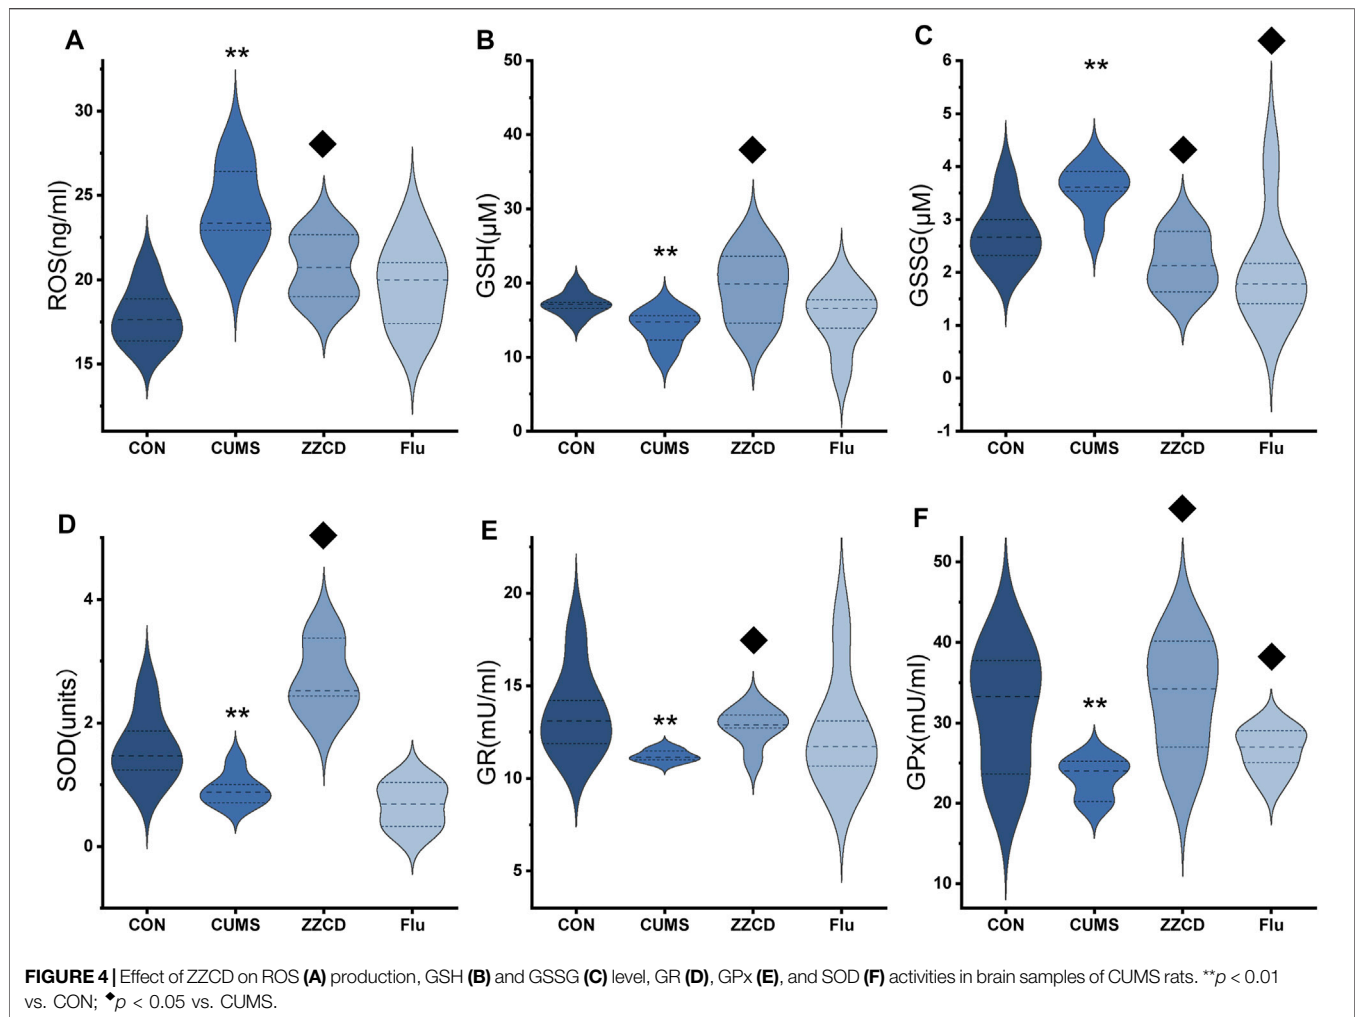 A
**
◆
ROS(ng/ml)
30
25
20
15
CON CUMS ZZCD Flu
B
**
◆
GSH(μM)
50
40
30
20
10
0
CON CUMS ZZCD Flu
C
**
◆
◆
GSSG(μM)
6
5
4
3
2
1
0
-1
CON CUMS ZZCD Flu
D
**
◆
SOD(units)
4
2
0
CON CUMS ZZCD Flu
E
**
◆
GR(mU/ml)
20
15
10
5
CON CUMS ZZCD Flu
F
**
◆
◆
GPx(mU/ml)
50
40
30
20
10
CON CUMS ZZCD Flu
FIGURE 4 | Effect of ZZCD on ROS (A) production, GSH (B) and GSSG (C) level, GR (D), GPx (E), and SOD (F) activities in brain samples of CUMS rats. **p < 0.01
vs. CON; ◆p < 0.05 vs. CUMS.